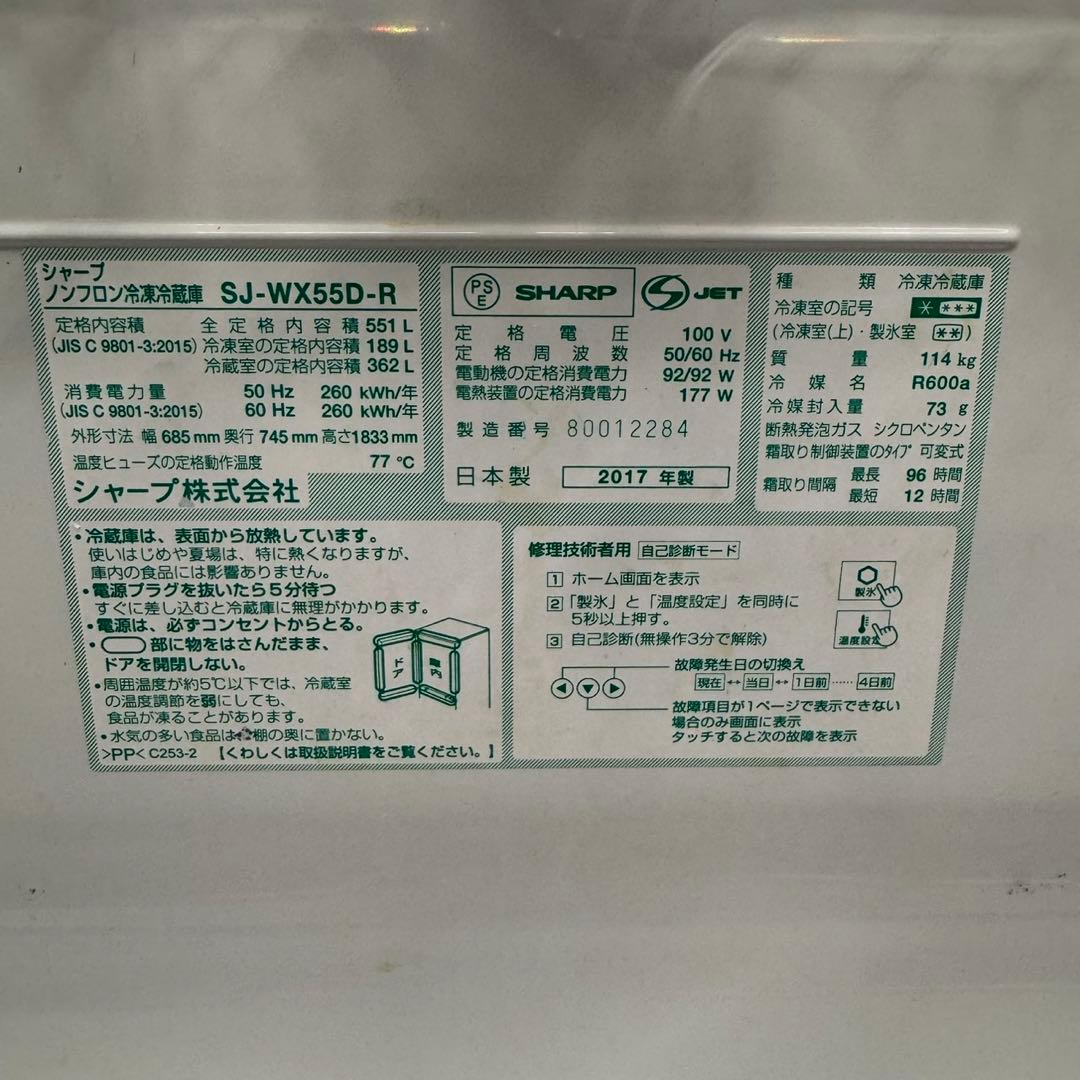 シャープ
ノンフロン冷凍冷蔵庫 SJ-WX55D-R
定格内容積 全定格内容積 551 L
(JIS C 9801-3:2015) 冷凍室の定格内容積 189 L
冷蔵室の定格内容積 362 L
消費電力量 50 Hz 260 kWh/年
(JIS C 9801-3:2015) 60 Hz 260 kWh/年
外形寸法 幅 685 mm 奥行 745 mm 高さ 1833 mm
温度ヒューズの定格動作温度 77 ℃
シャープ株式会社
PSE SHARP S JET
定格電圧 100 V
定格周波数 50/60 Hz
電動機の定格消費電力 92/92 W
電熱装置の定格消費電力 177 W
製造番号 80012284
日本製 2017 年製
種類 冷凍冷蔵庫
冷凍室の記号 * ***
(冷凍室(上)・製氷室 **)
質量 114 kg
冷媒名 R600a
冷媒封入量 73 g
断熱発泡ガス シクロペンタン
霜取り制御装置のタイプ 可変式
霜取り間隔 最長 96 時間
最短 12 時間
・冷蔵庫は、表面から放熱しています。
使いはじめや夏場は、特に熱くなりますが、
庫内の食品には影響ありません。
・電源プラグを抜いたら5分待つ
すぐに差し込むと冷蔵庫に無理がかかります。
・電源は、必ずコンセントからとる。
・ 部に物をはさんだまま、
ドアを開閉しない。
ドア 庫内
・周囲温度が約5℃以下では、冷蔵室
の温度調節を弱にしても、
食品が凍ることがあります。
・水気の多い食品は棚の奥に置かない。
>PP< C253-2 【くわしくは取扱説明書をご覧ください。】
修理技術者用 自己診断モード
1 ホーム画面を表示
2 「製氷」と「温度設定」を同時に
5秒以上押す。
3 自己診断(無操作3分で解除)
製氷
温度設定
故障発生日の切換え
現在 ↔ 当日 ↔ 1日前 …… 4日前
◀ ▼ ▶
故障項目が1ページで表示できない
場合のみ画面に表示
タッチすると次の故障を表示